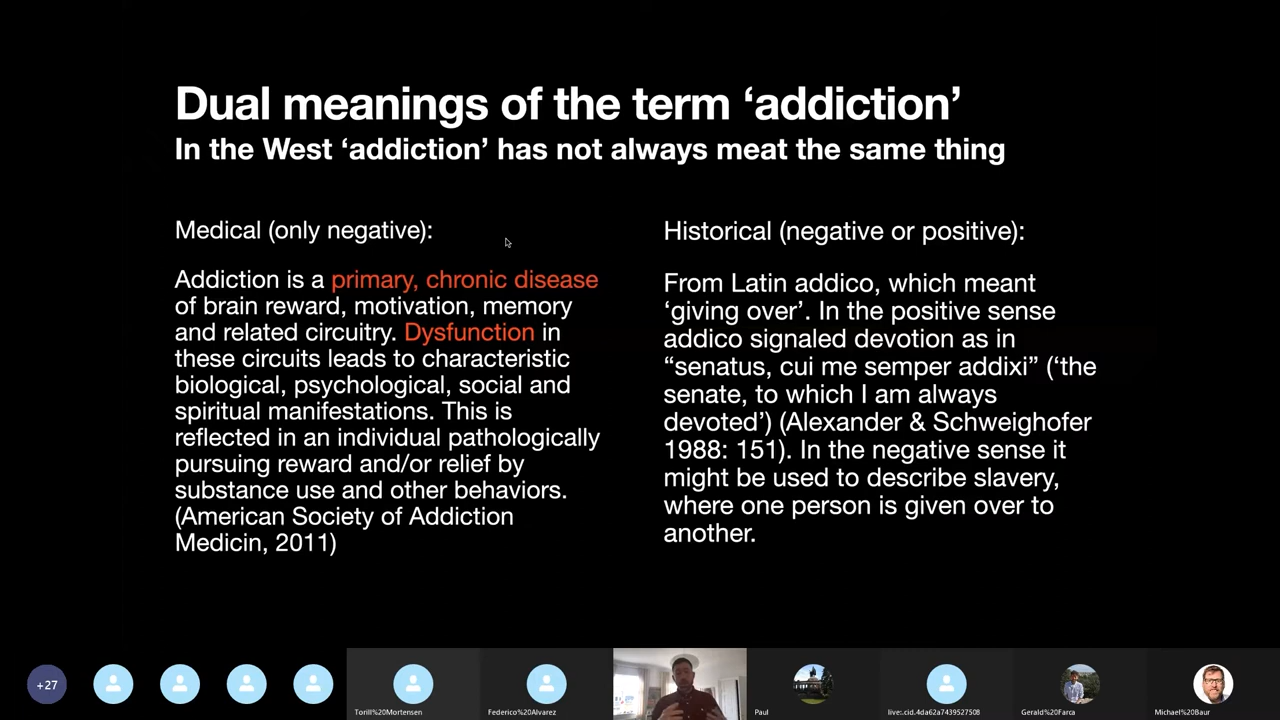 Dual meanings of the term ‘addiction’
In the West ‘addiction’ has not always meat the same thing
Medical (only negative):
Addiction is a primary, chronic disease
of brain reward, motivation, memory
and related circuitry. Dysfunction in
these circuits leads to characteristic
biological, psychological, social and
spiritual manifestations. This is
reflected in an individual pathologically
pursuing reward and/or relief by
substance use and other behaviors.
(American Society of Addiction
Medicin, 2011)
Historical (negative or positive):
From Latin addico, which meant
‘giving over’. In the positive sense
addico signaled devotion as in
“senatus, cui me semper addixi” (‘the
senate, to which I am always
devoted’) (Alexander & Schweighofer
1988: 151). In the negative sense it
might be used to describe slavery,
where one person is given over to
another.
+27
Torill%20Mortensen
Federico%20Alvarez
Paul
live:.cid.4da62a7439527508
Gerald%20Farca
Michael%20Baur